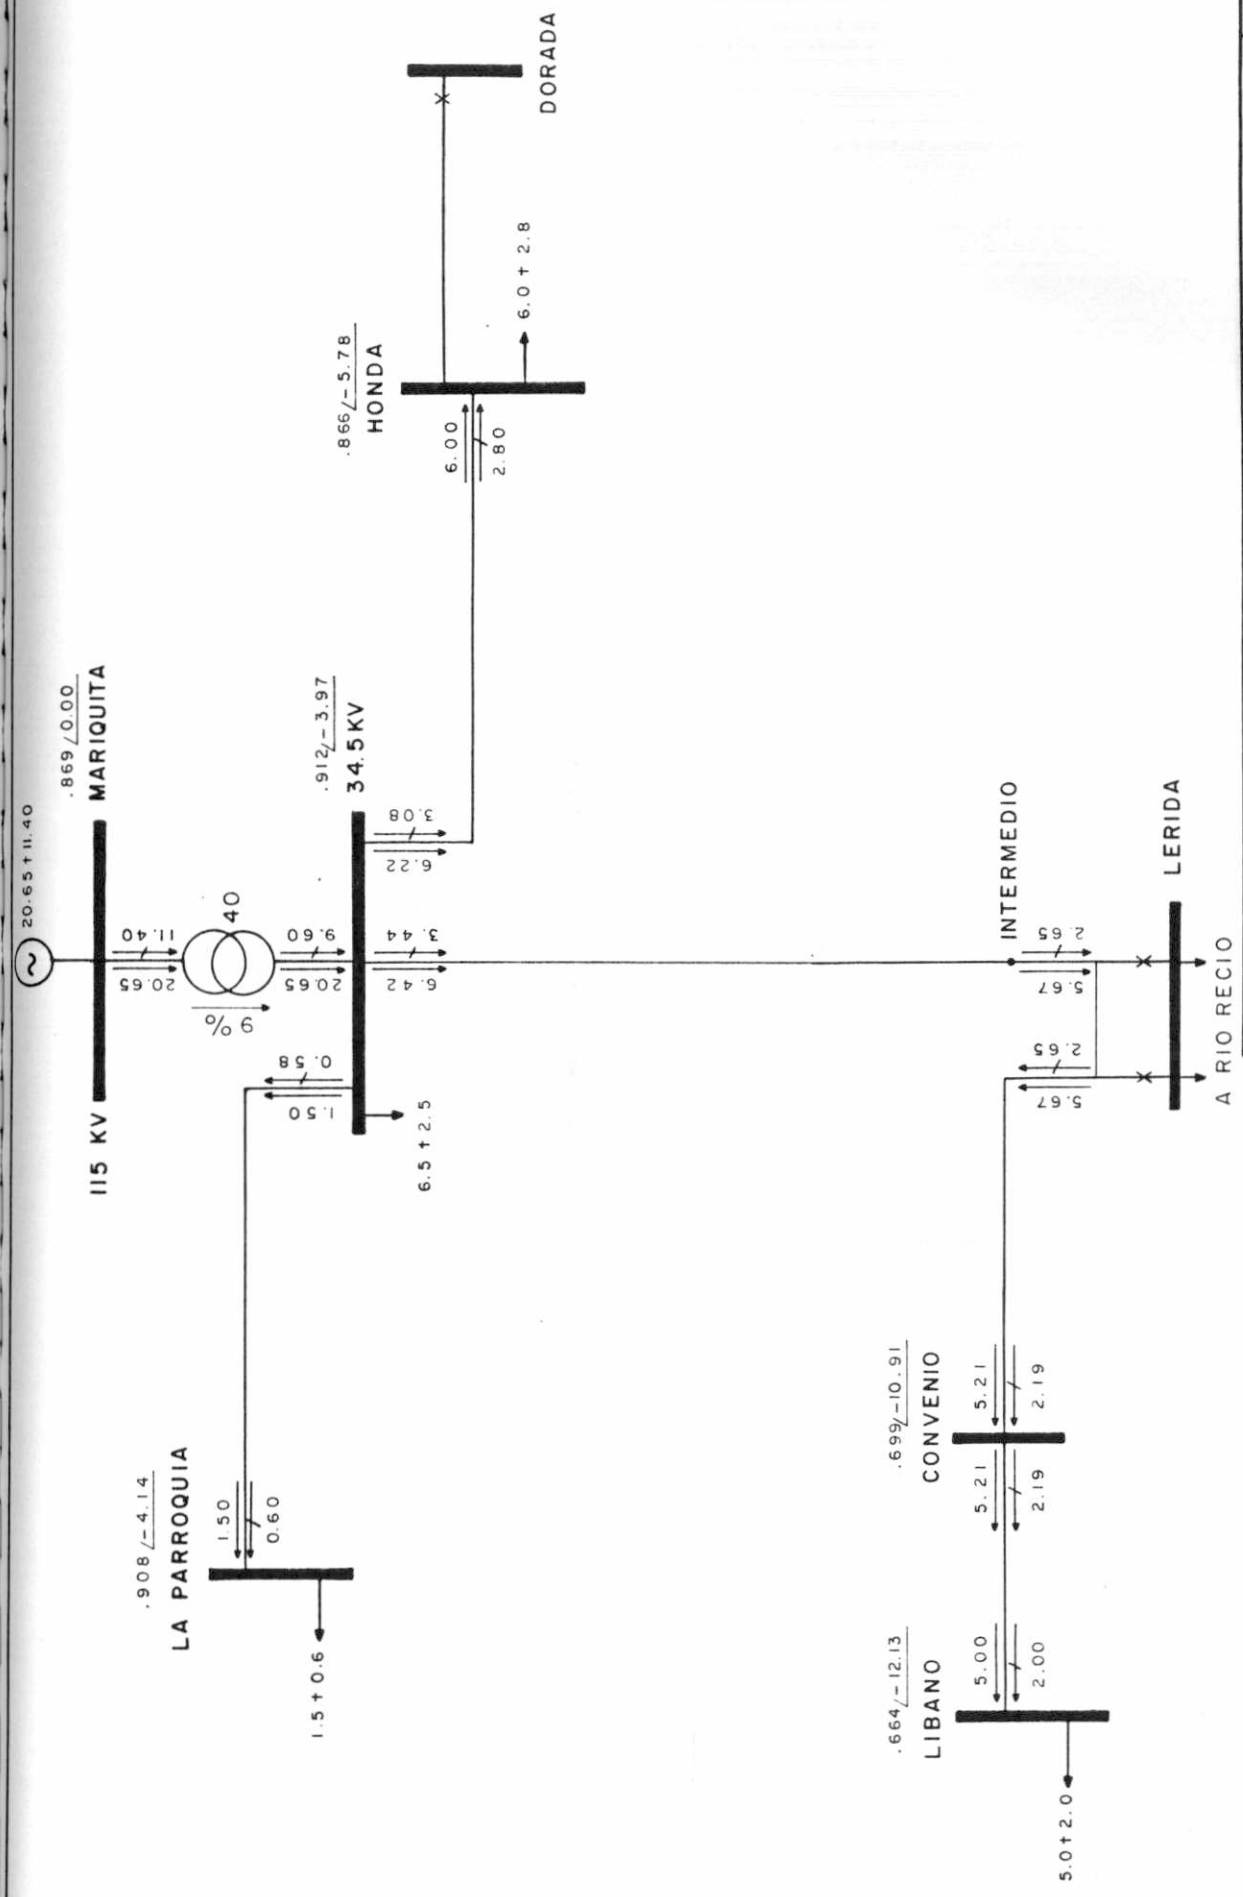 20.65 + 11.40
.869 /0.00
MARIQUITA
115 KV
11.40
20.65
40
9%
9.60
20.65
.912 /-3.97
34.5 KV
0.58
1.50
6.5 + 2.5
3.44
6.42
3.08
6.22
.866 /-5.78
HONDA
6.00
2.80
6.0 + 2.8
DORADA
.908 /-4.14
LA PARROQUIA
1.50
0.60
1.5 + 0.6
INTERMEDIO
2.65
5.67
2.65
5.67
LERIDA
A RIO RECIO
.699 /-10.91
CONVENIO
5.21
2.19
5.21
2.19
.664 /-12.13
LIBANO
5.00
2.00
5.0 + 2.0